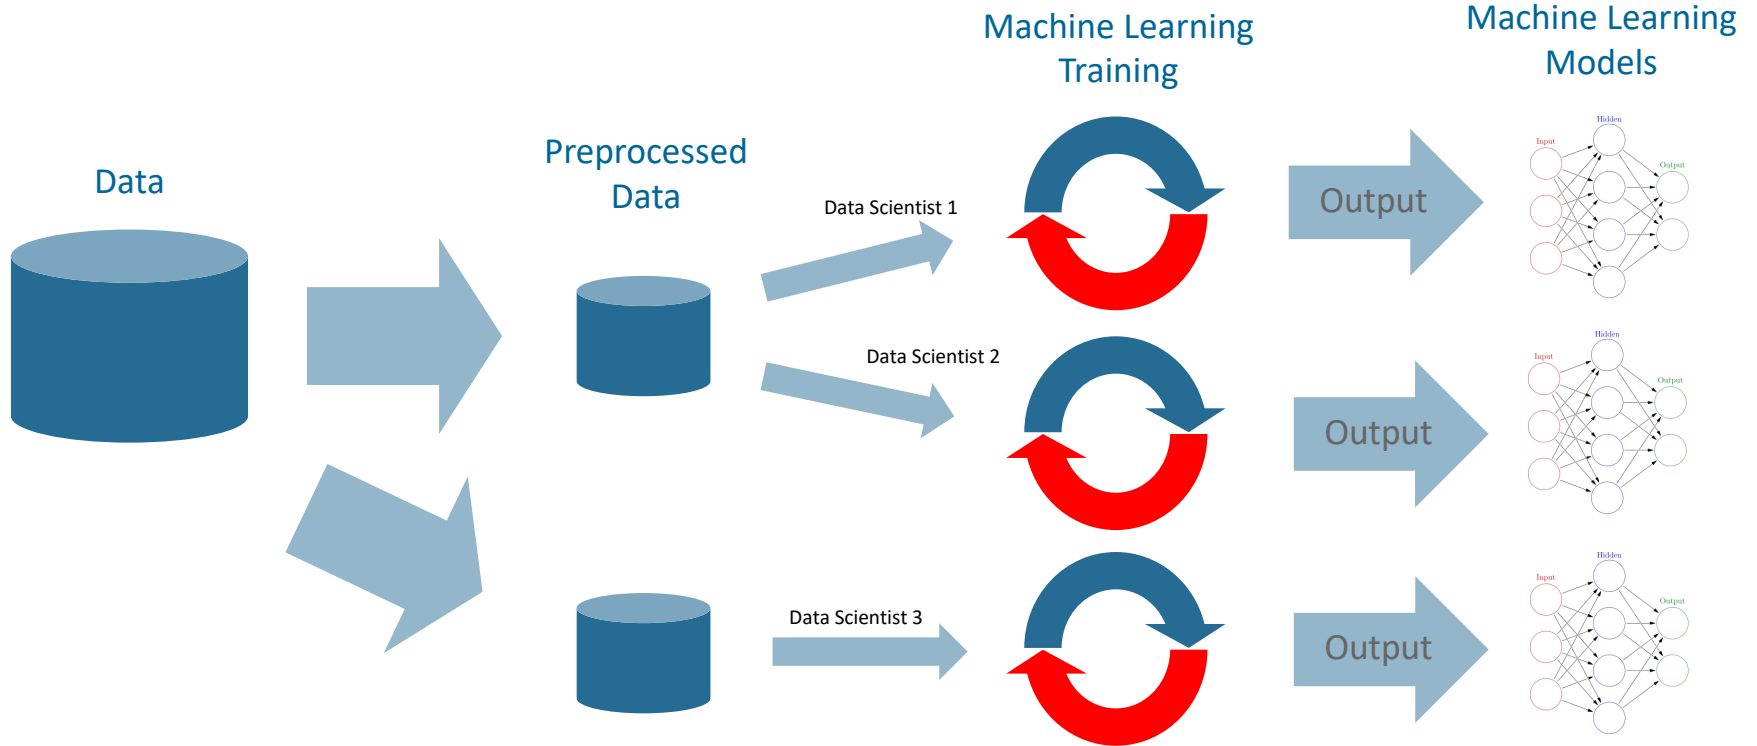 Machine Learning
Training
Machine Learning
Models
Data
Preprocessed
Data
Data Scientist 1
Output
Input
Hidden
Output
Data Scientist 2
Output
Input
Hidden
Output
Data Scientist 3
Output
Input
Hidden
Output